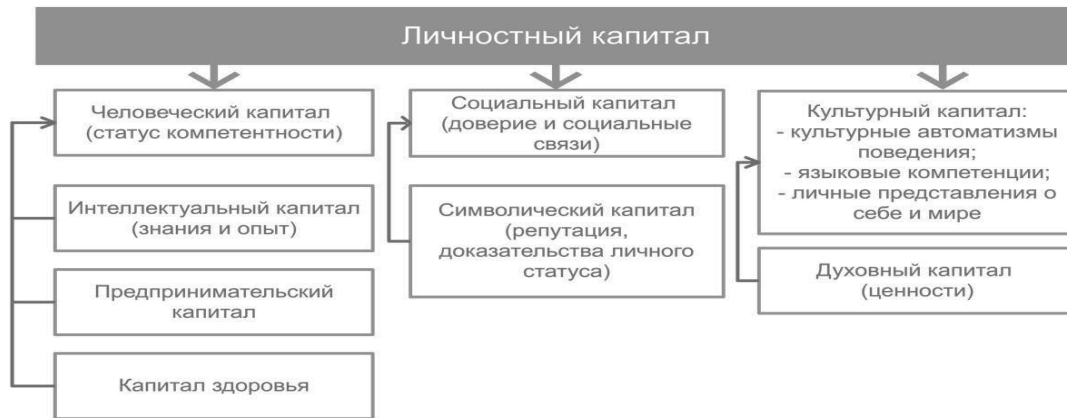 Личностный капитал
Человеческий капитал
(статус компетентности)
Интеллектуальный капитал
(знания и опыт)
Предпринимательский
капитал
Капитал здоровья
Социальный капитал
(доверие и социальные
связи)
Символический капитал
(репутация,
доказательства личного
статуса)
Культурный капитал:
- культурные автоматизмы
поведения;
- языковые компетенции;
- личные представления о
себе и мире
Духовный капитал
(ценности)